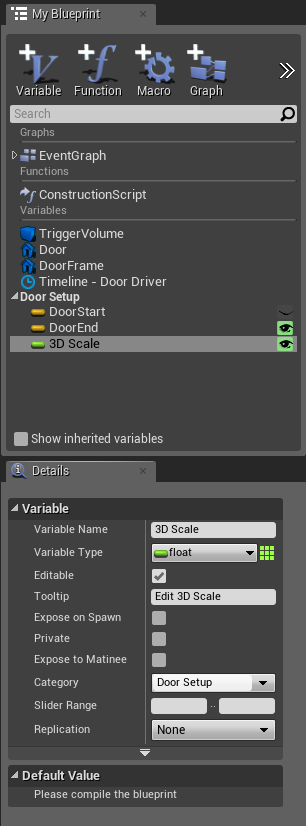 My Blueprint
Variable Function Macro Graph
Search
Graphs
EventGraph
Functions
ConstructionScript
Variables
TriggerVolume
Door
DoorFrame
Timeline - Door Driver
Door Setup
DoorStart
DoorEnd
3D Scale
Show inherited variables
Details
Variable
Variable Name 3D Scale
Variable Type float
Editable
Tooltip Edit 3D Scale
Expose on Spawn
Private
Expose to Matinee
Category Door Setup
Slider Range ..
Replication None
Default Value
Please compile the blueprint